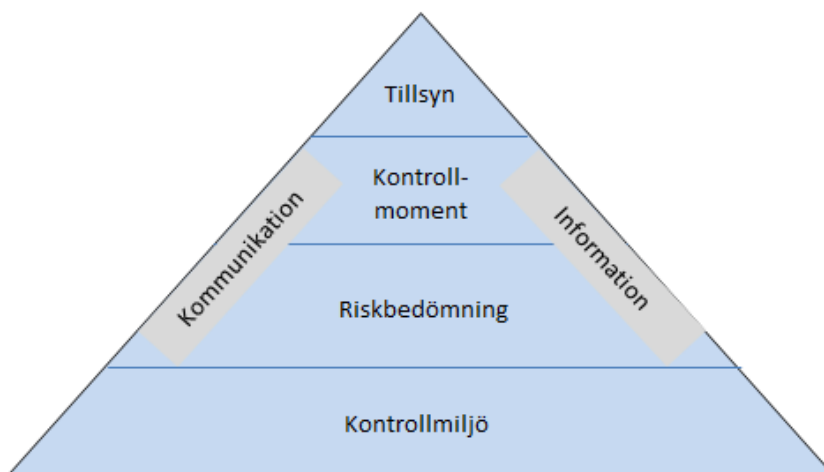 Tillsyn
Kontroll-
moment
Kommunikation
Information
Riskbedömning
Kontrollmiljö